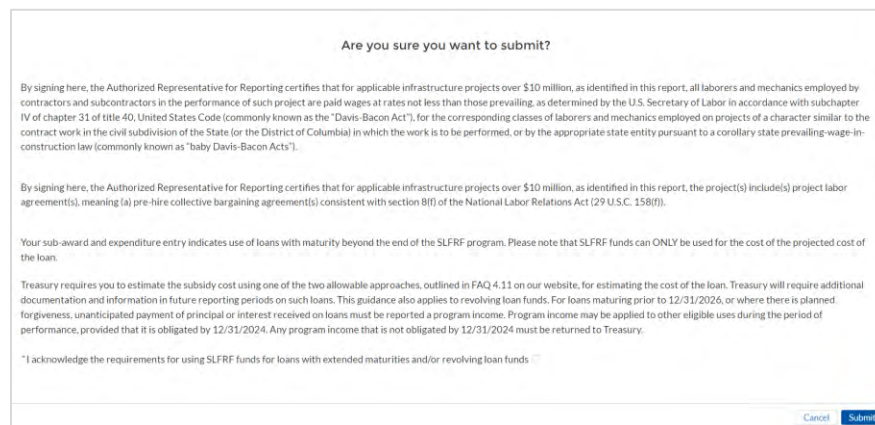 Are you sure you want to submit?
By signing here, the Authorized Representative for Reporting certifies that for applicable infrastructure projects over $10 million, as identified in this report, all laborers and mechanics employed by
contractors and subcontractors in the performance of such project are paid wages at rates not less than those prevailing, as determined by the U.S. Secretary of Labor in accordance with subchapter
IV of chapter 31 of title 40, United States Code (commonly known as the "Davis-Bacon Act"), for the corresponding classes of laborers and mechanics employed on projects of a character similar to the
contract work in the civil subdivision of the State (or the District of Columbia) in which the work is to be performed, or by the appropriate state entity pursuant to a corollary state prevailing-wage-in-
construction law (commonly known as "baby Davis-Bacon Acts").
By signing here, the Authorized Representative for Reporting certifies that for applicable infrastructure projects over $10 million, as identified in this report, the project(s) include(s) project labor
agreement(s), meaning (a) pre-hire collective bargaining agreement(s) consistent with section 8(f) of the National Labor Relations Act (29 U.S.C. 158(f)).
Your sub-award and expenditure entry indicates use of loans with maturity beyond the end of the SLFRF program. Please note that SLFRF funds can ONLY be used for the cost of the projected cost of
the loan.
Treasury requires you to estimate the subsidy cost using one of the two allowable approaches, outlined in FAQ 4.11 on our website, for estimating the cost of the loan. Treasury will require additional
documentation and information in future reporting periods on such loans. This guidance also applies to revolving loan funds. For loans maturing prior to 12/31/2026, or where there is planned
forgiveness, unanticipated payment of principal or interest received on loans must be reported a program income. Program income may be applied to other eligible uses during the period of
performance, provided that it is obligated by 12/31/2024. Any program income that is not obligated by 12/31/2024 must be returned to Treasury.
*I acknowledge the requirements for using SLFRF funds for loans with extended maturities and/or revolving loan funds
Cancel Submit